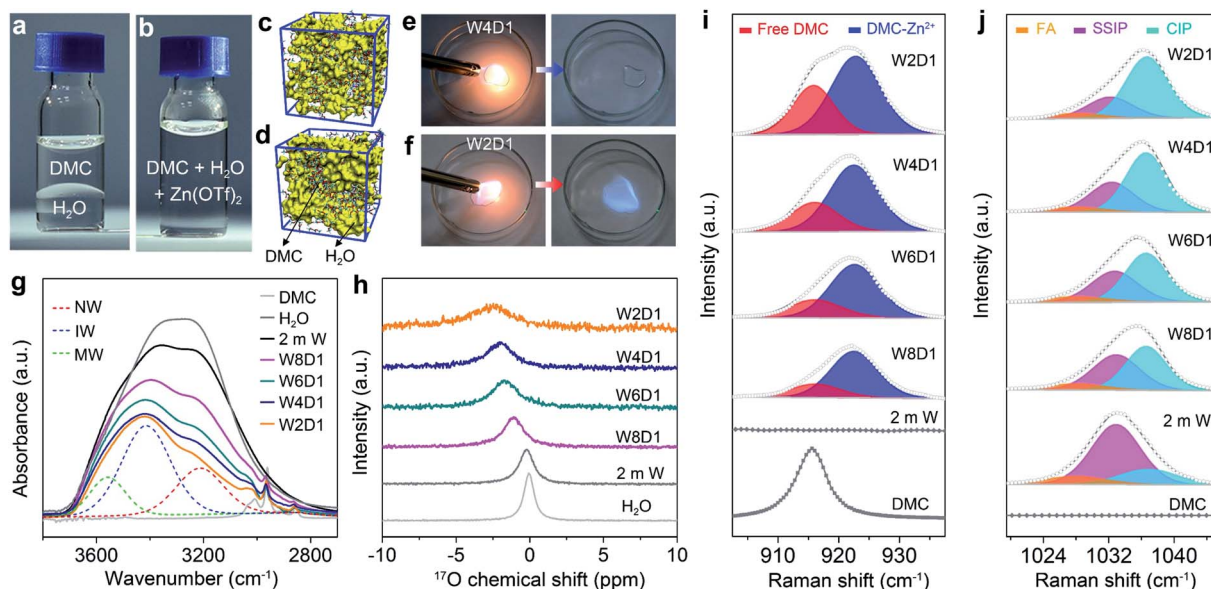 a
DMC
H₂O
b
DMC + H₂O
+ Zn(OTf)₂
c
d
DMC H₂O
e
W4D1
f
W2D1
g
NW
IW
MW
DMC
H₂O
2 m W
W8D1
W6D1
W4D1
W2D1
Absorbance (a.u.)
3600 3200 2800
Wavenumber (cm⁻¹)
h
W2D1
W4D1
W6D1
W8D1
2 m W
H₂O
Intensity (a.u.)
-10 -5 0 5 10
¹⁷O chemical shift (ppm)
i
Free DMC DMC-Zn²⁺
W2D1
W4D1
W6D1
W8D1
2 m W
DMC
Intensity (a.u.)
910 920 930
Raman shift (cm⁻¹)
j
FA SSIP CIP
W2D1
W4D1
W6D1
W8D1
2 m W
DMC
Intensity (a.u.)
1024 1032 1040
Raman shift (cm⁻¹)